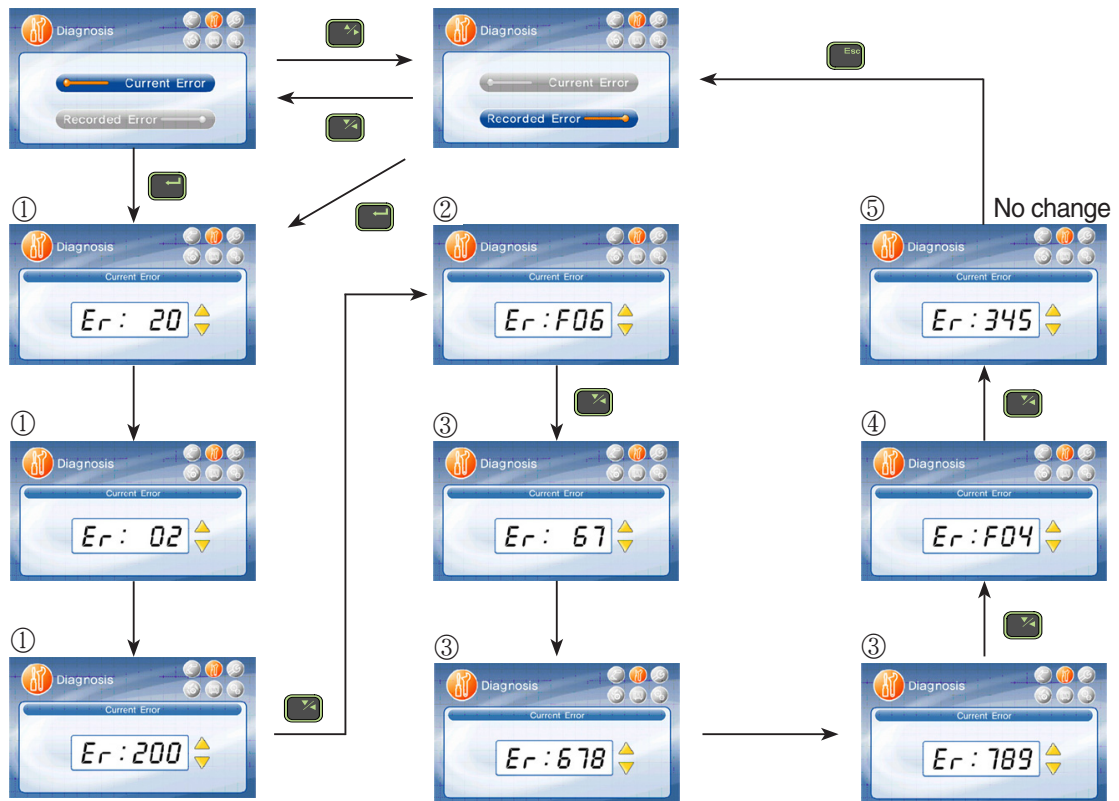 Diagnosis
Current Error
Recorded Error
Diagnosis
Current Error
Recorded Error
Esc
①
Diagnosis
Current Error
Er: 20
②
Diagnosis
Current Error
Er:F06
⑤
No change
Diagnosis
Current Error
Er:345
①
Diagnosis
Current Error
Er: 02
③
Diagnosis
Current Error
Er: 67
④
Diagnosis
Current Error
Er:F04
①
Diagnosis
Current Error
Er:200
③
Diagnosis
Current Error
Er:678
③
Diagnosis
Current Error
Er:789